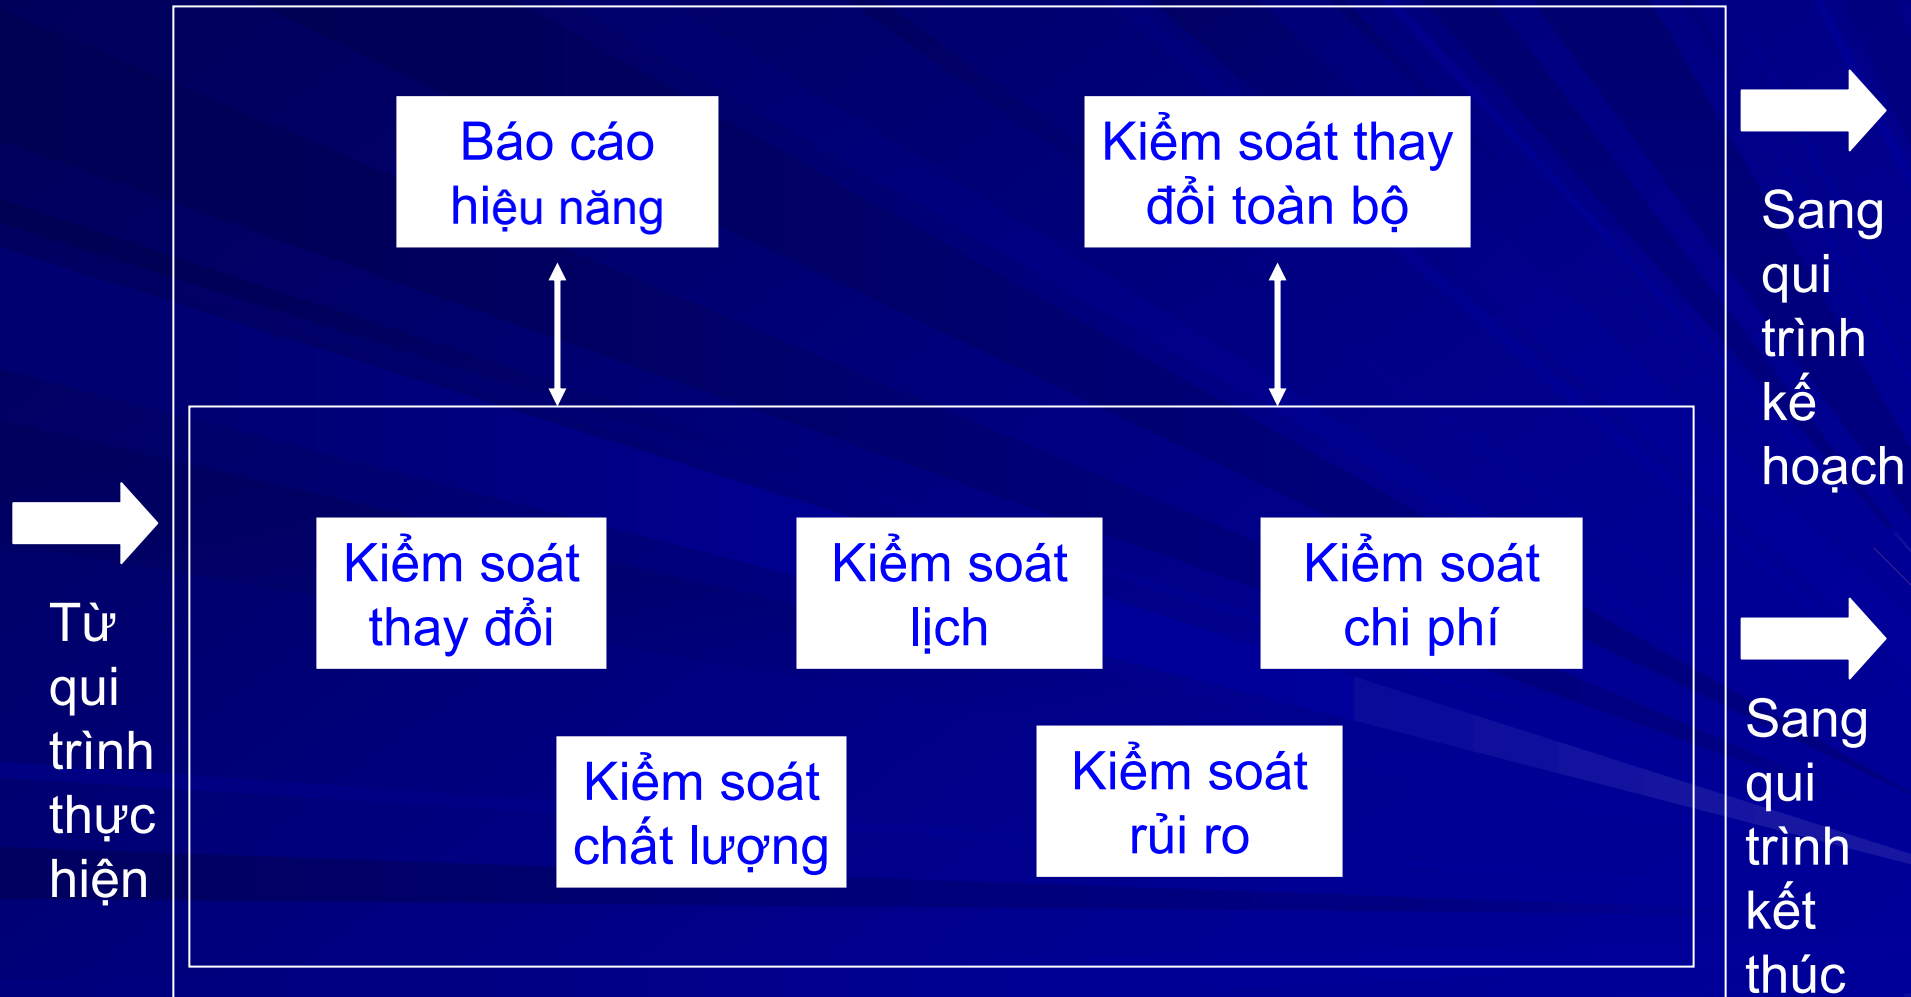 Báo cáo
hiệu năng
Kiểm soát thay
đổi toàn bộ
Sang
qui
trình
kế
hoạch
Từ
qui
trình
thực
hiện
Kiểm soát
thay đổi
Kiểm soát
lịch
Kiểm soát
chi phí
Kiểm soát
chất lượng
Kiểm soát
rủi ro
Sang
qui
trình
kết
thúc